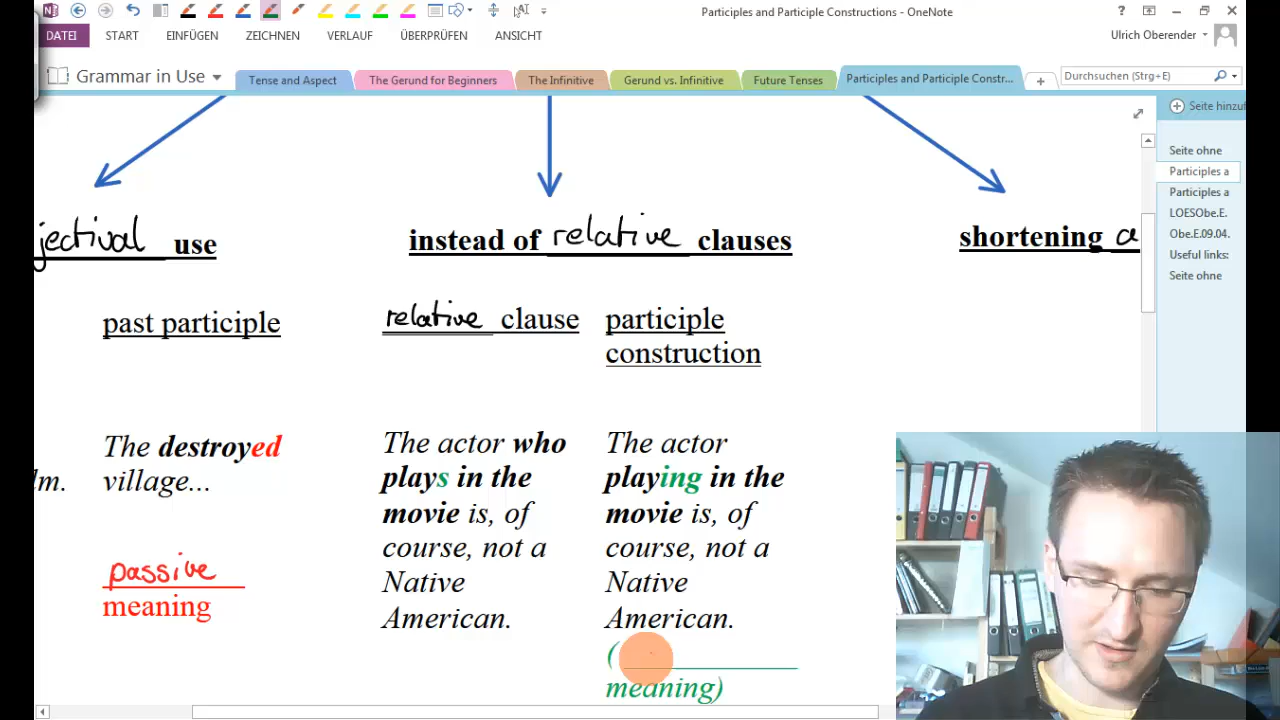 Participles and Participle Constructions - OneNote
DATEI START EINFÜGEN ZEICHNEN VERLAUF ÜBERPRÜFEN ANSICHT
Ulrich Oberender
Grammar in Use
Tense and Aspect
The Gerund for Beginners
The Infinitive
Gerund vs. Infinitive
Future Tenses
Participles and Participle Constr...
Durchsuchen (Strg+E)
Seite hinzuf
Seite ohne
Participles a
Participles a
LOESObe.E.
Obe.E.09.04.
Useful links:
Seite ohne
jectival use
instead of relative clauses
shortening a
past participle
relative clause
participle
construction
The destroyed
lm. village...
passive
meaning
The actor who
plays in the
movie is, of
course, not a
Native
American.
The actor
playing in the
movie is, of
course, not a
Native
American.
(
meaning)